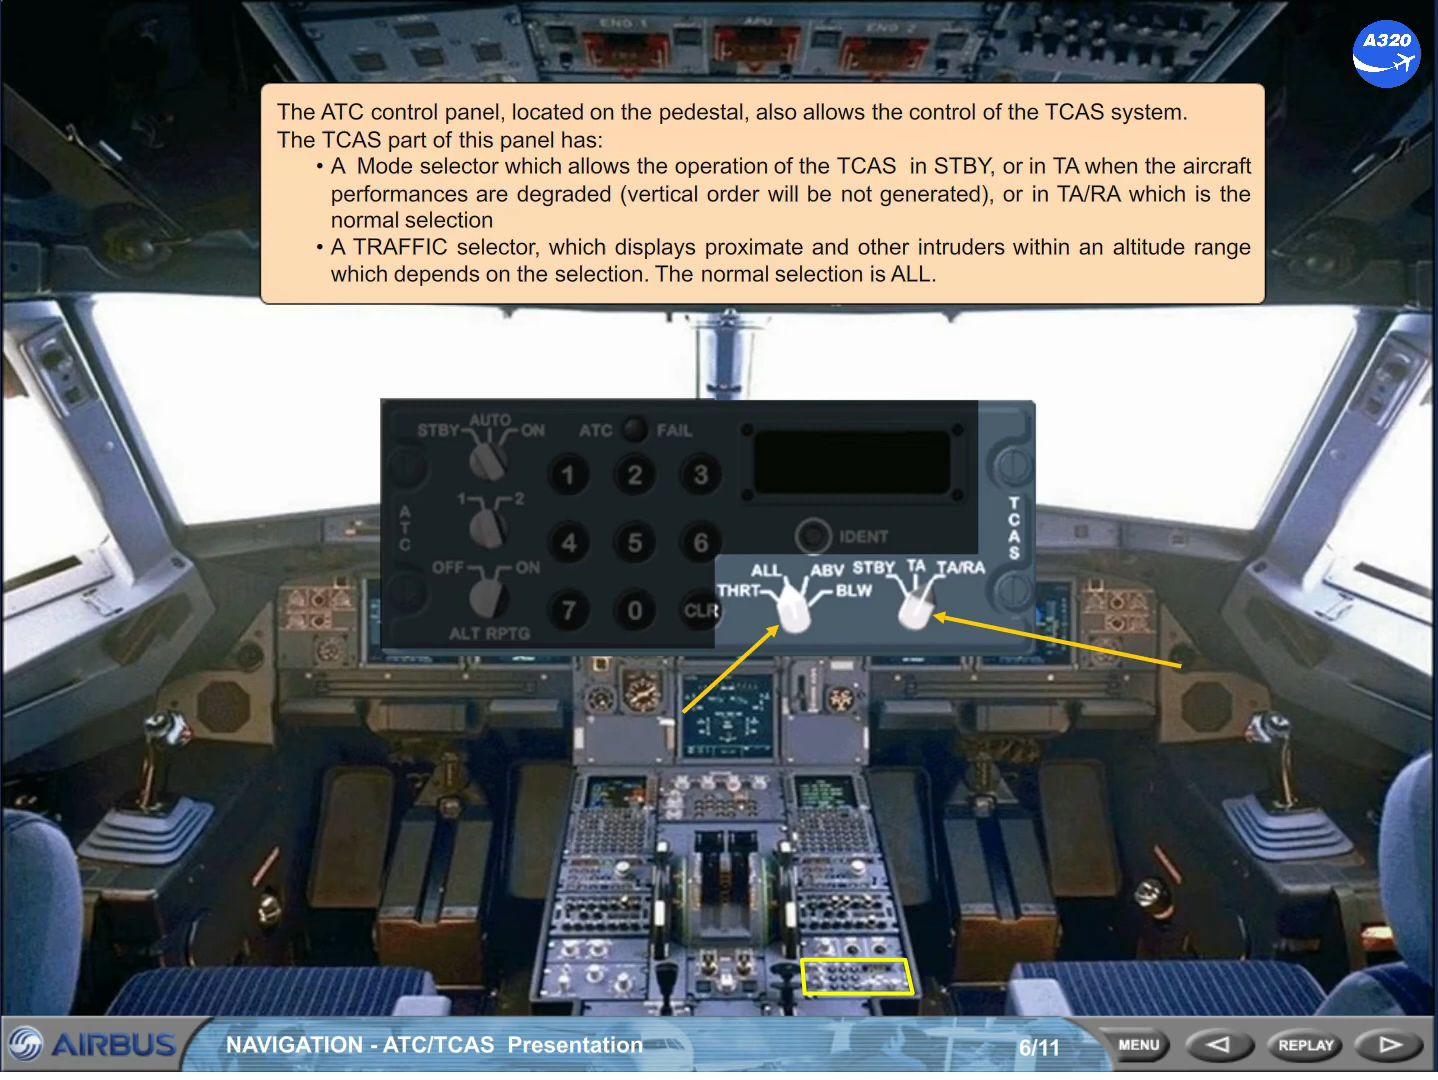 ENG 1
APU
ENG 2
A320
The ATC control panel, located on the pedestal, also allows the control of the TCAS system.
The TCAS part of this panel has:
• A Mode selector which allows the operation of the TCAS in STBY, or in TA when the aircraft
performances are degraded (vertical order will be not generated), or in TA/RA which is the
normal selection
• A TRAFFIC selector, which displays proximate and other intruders within an altitude range
which depends on the selection. The normal selection is ALL.
STBY AUTO ON
ATC FAIL
1 2 3
1 2
ATC
TCAS
4 5 6
IDENT
OFF ON
ALL ABV
STBY TA TA/RA
THRT BLW
7 0 CLR
ALT RPTG
AIRBUS
NAVIGATION - ATC/TCAS Presentation
6/11
MENU
REPLAY